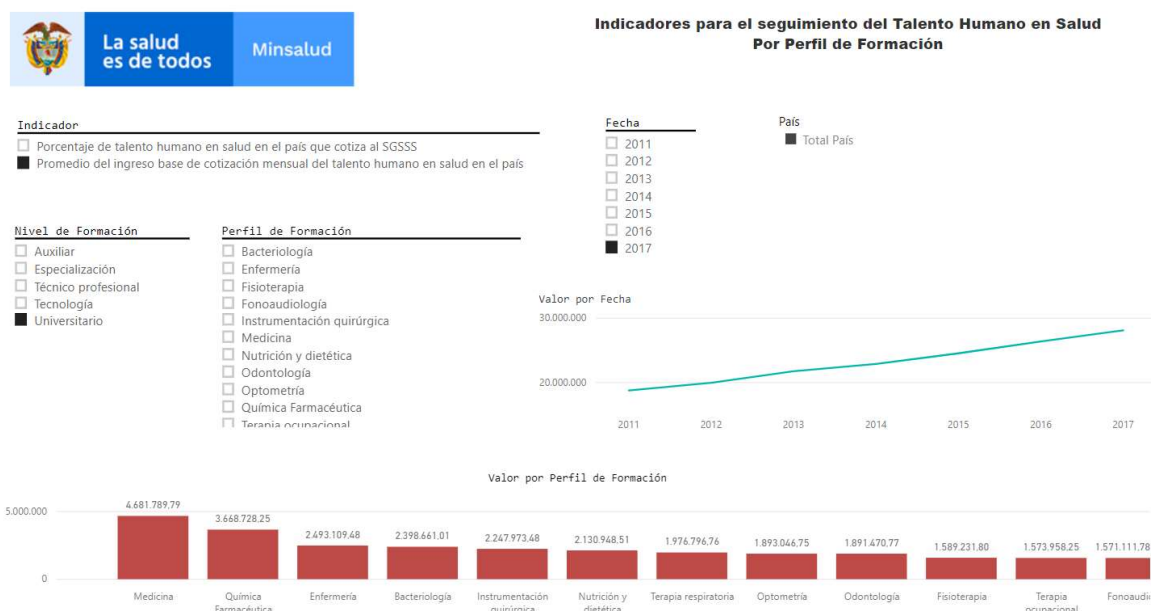 La salud
es de todos
Minsalud
Indicadores para el seguimiento del Talento Humano en Salud
Por Perfil de Formación
Indicador
Porcentaje de talento humano en salud en el país que cotiza al SGSSS
Promedio del ingreso base de cotización mensual del talento humano en salud en el país
Fecha
2011
2012
2013
2014
2015
2016
2017
País
Total País
Nivel de Formación
Auxiliar
Especialización
Técnico profesional
Tecnología
Universitario
Perfil de Formación
Bacteriología
Enfermería
Fisioterapia
Fonoaudiología
Instrumentación quirúrgica
Medicina
Nutrición y dietética
Odontología
Optometría
Química Farmacéutica
Terapia ocupacional
Valor por Fecha
30.000.000
20.000.000
2011 2012 2013 2014 2015 2016 2017
Valor por Perfil de Formación
5.000.000
0
4.681.789,79 3.668.728,25 2.493.109,48 2.398.661,01 2.247.973,48 2.130.948,51 1.976.796,76 1.893.046,75 1.891.470,77 1.589.231,80 1.573.958,25 1.571.111,78
Medicina Química Enfermería Bacteriología Instrumentación Nutrición y Terapia respiratoria Optometría Odontología Fisioterapia Terapia Fonoaudi
Farmacéutica quirúrgica dietética ocupacional